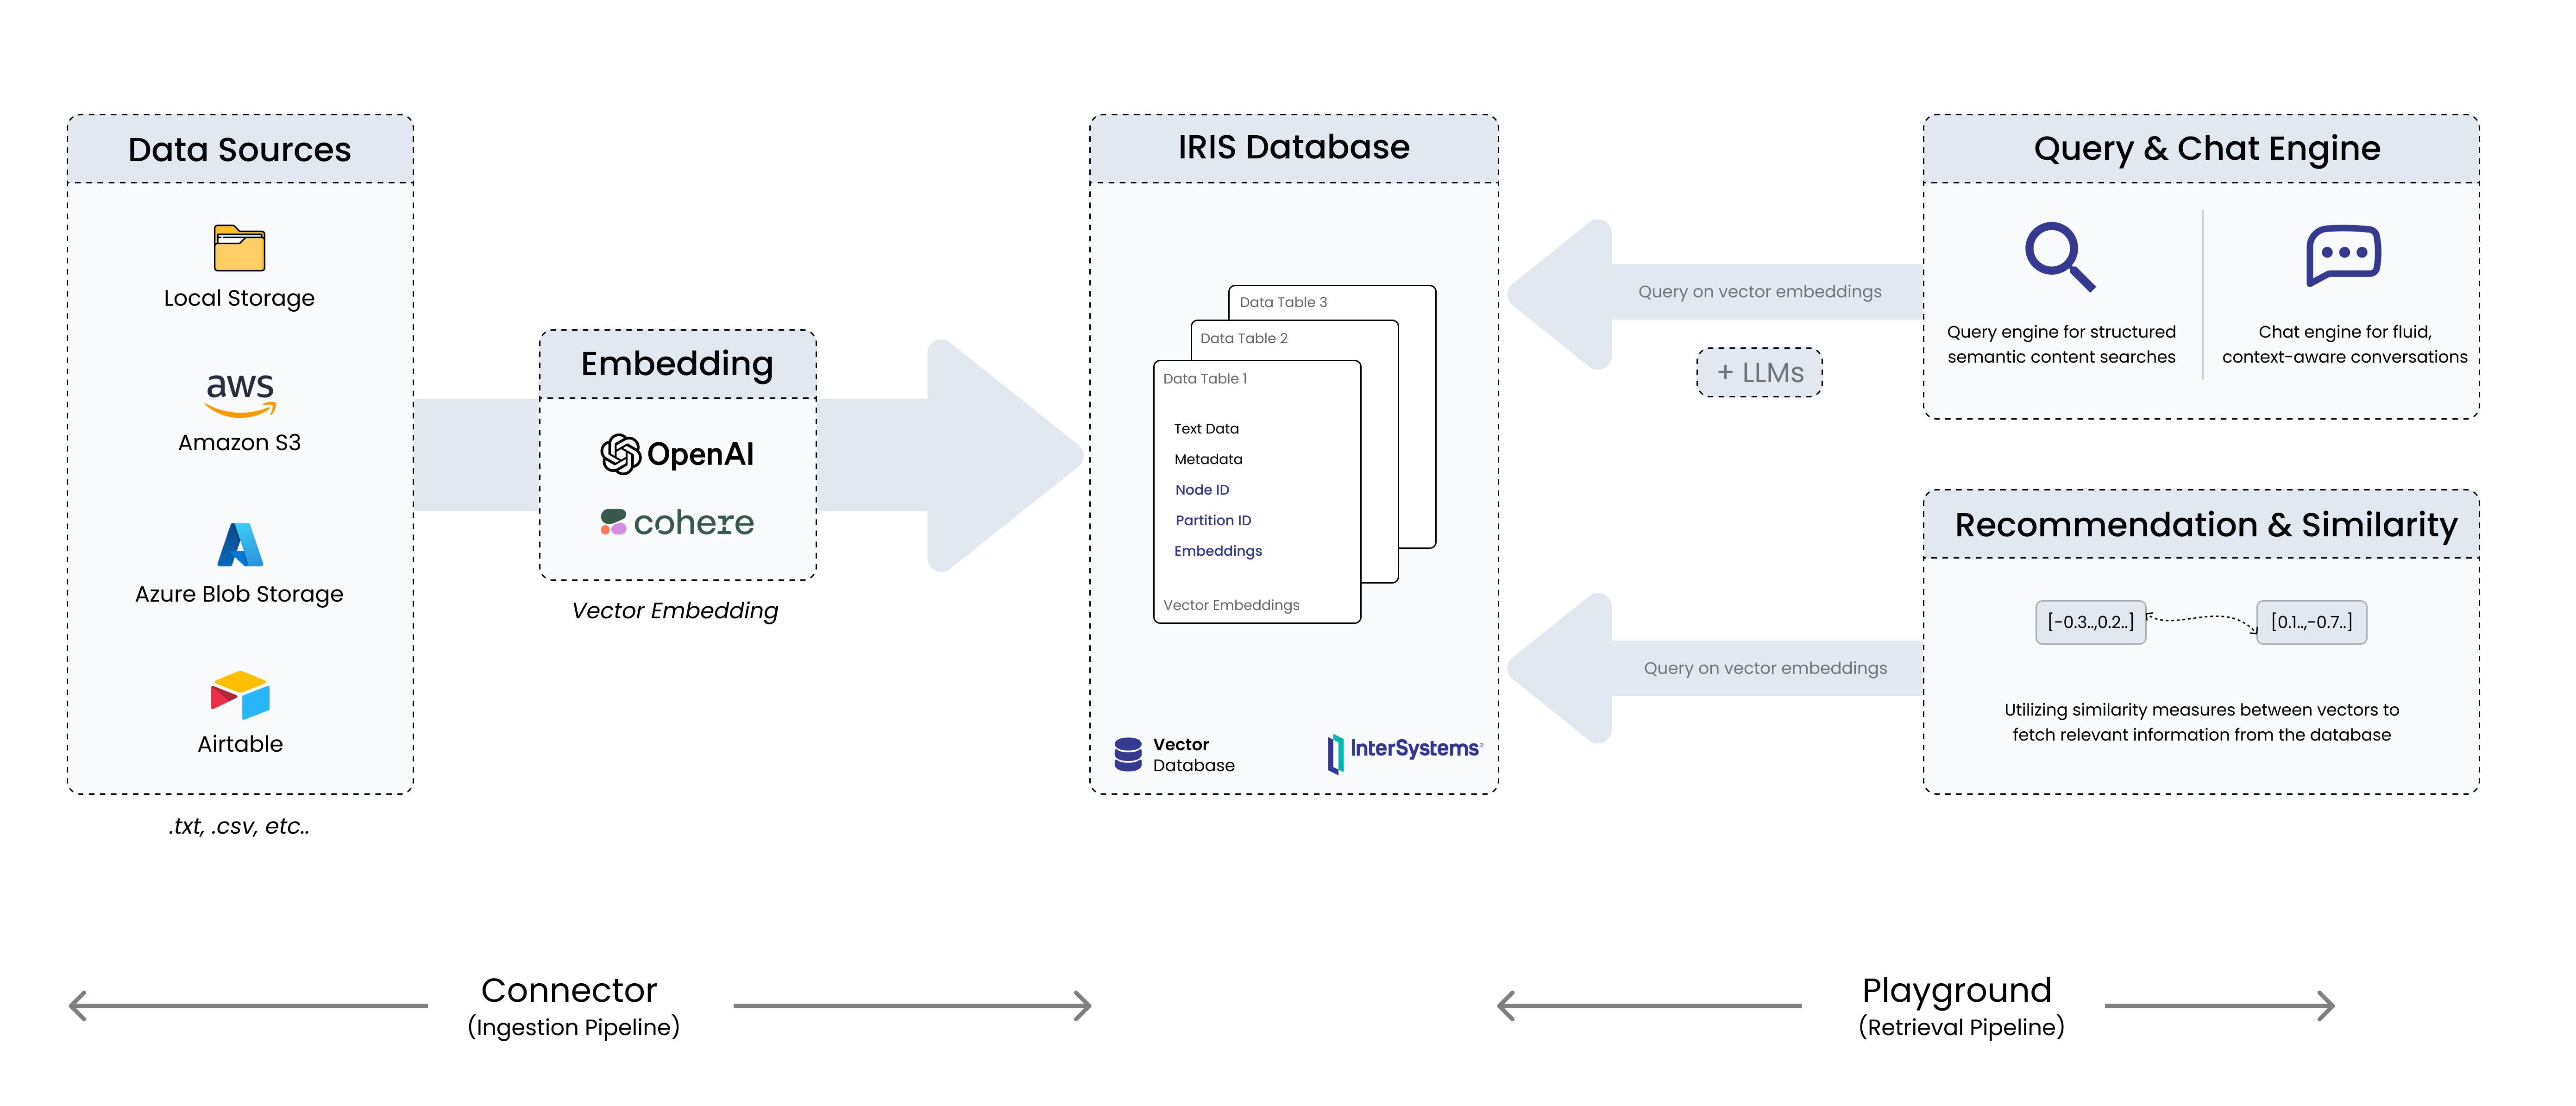 Data Sources
Local Storage
aws
Amazon S3
Azure Blob Storage
Airtable
.txt, .csv, etc..
Embedding
OpenAI
cohere
Vector Embedding
IRIS Database
Data Table 3
Data Table 2
Data Table 1
Text Data
Metadata
Node ID
Partition ID
Embeddings
Vector Embeddings
Vector
Database
InterSystems®
Query on vector embeddings
+ LLMs
Query on vector embeddings
Query & Chat Engine
Query engine for structured
semantic content searches
Chat engine for fluid,
context-aware conversations
Recommendation & Similarity
[-0.3..,0.2..]
[0.1..,-0.7..]
Utilizing similarity measures between vectors to
fetch relevant information from the database
Connector
(Ingestion Pipeline)
Playground
(Retrieval Pipeline)